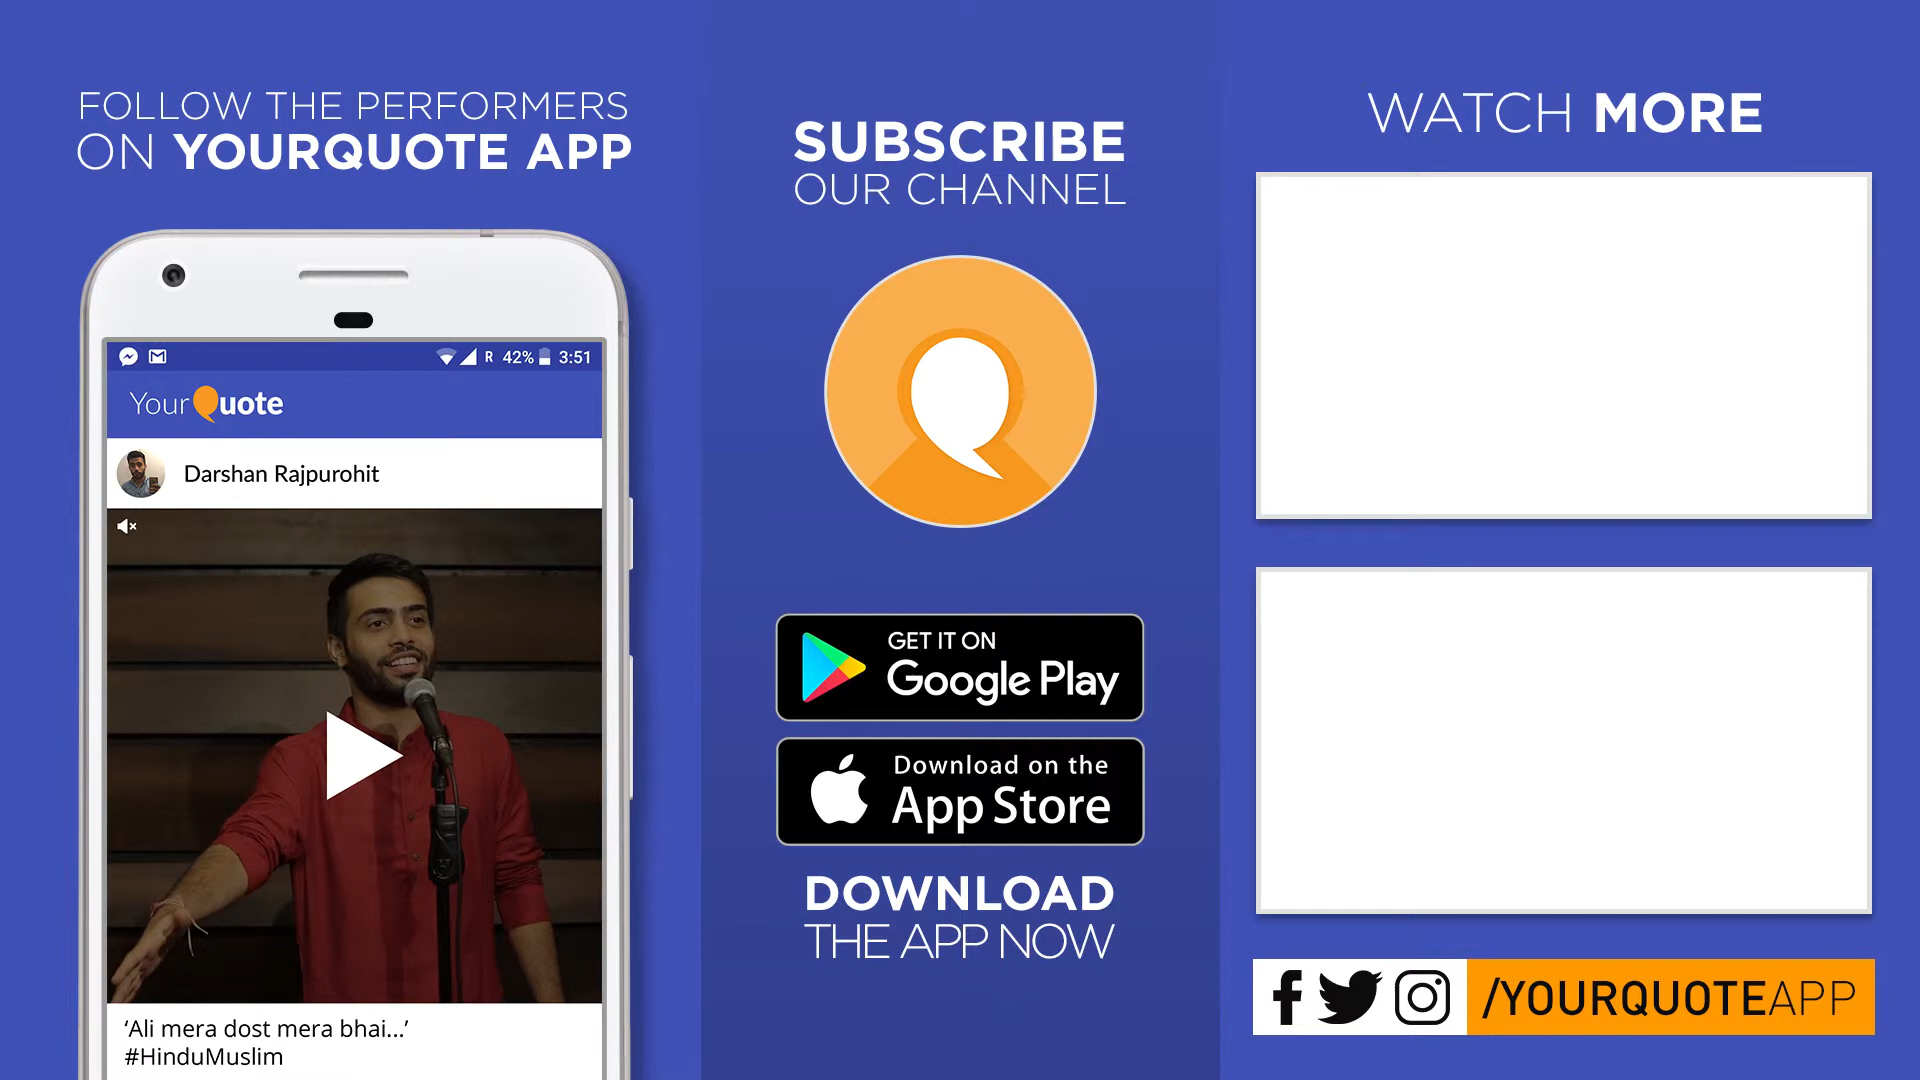 FOLLOW THE PERFORMERS
ON YOURQUOTE APP
R 42% 3:51
YourQuote
Darshan Rajpurohit
‘Ali mera dost mera bhai...’
#HinduMuslim
SUBSCRIBE
OUR CHANNEL
GET IT ON
Google Play
Download on the
App Store
DOWNLOAD
THE APP NOW
WATCH MORE
/YOURQUOTEAPP